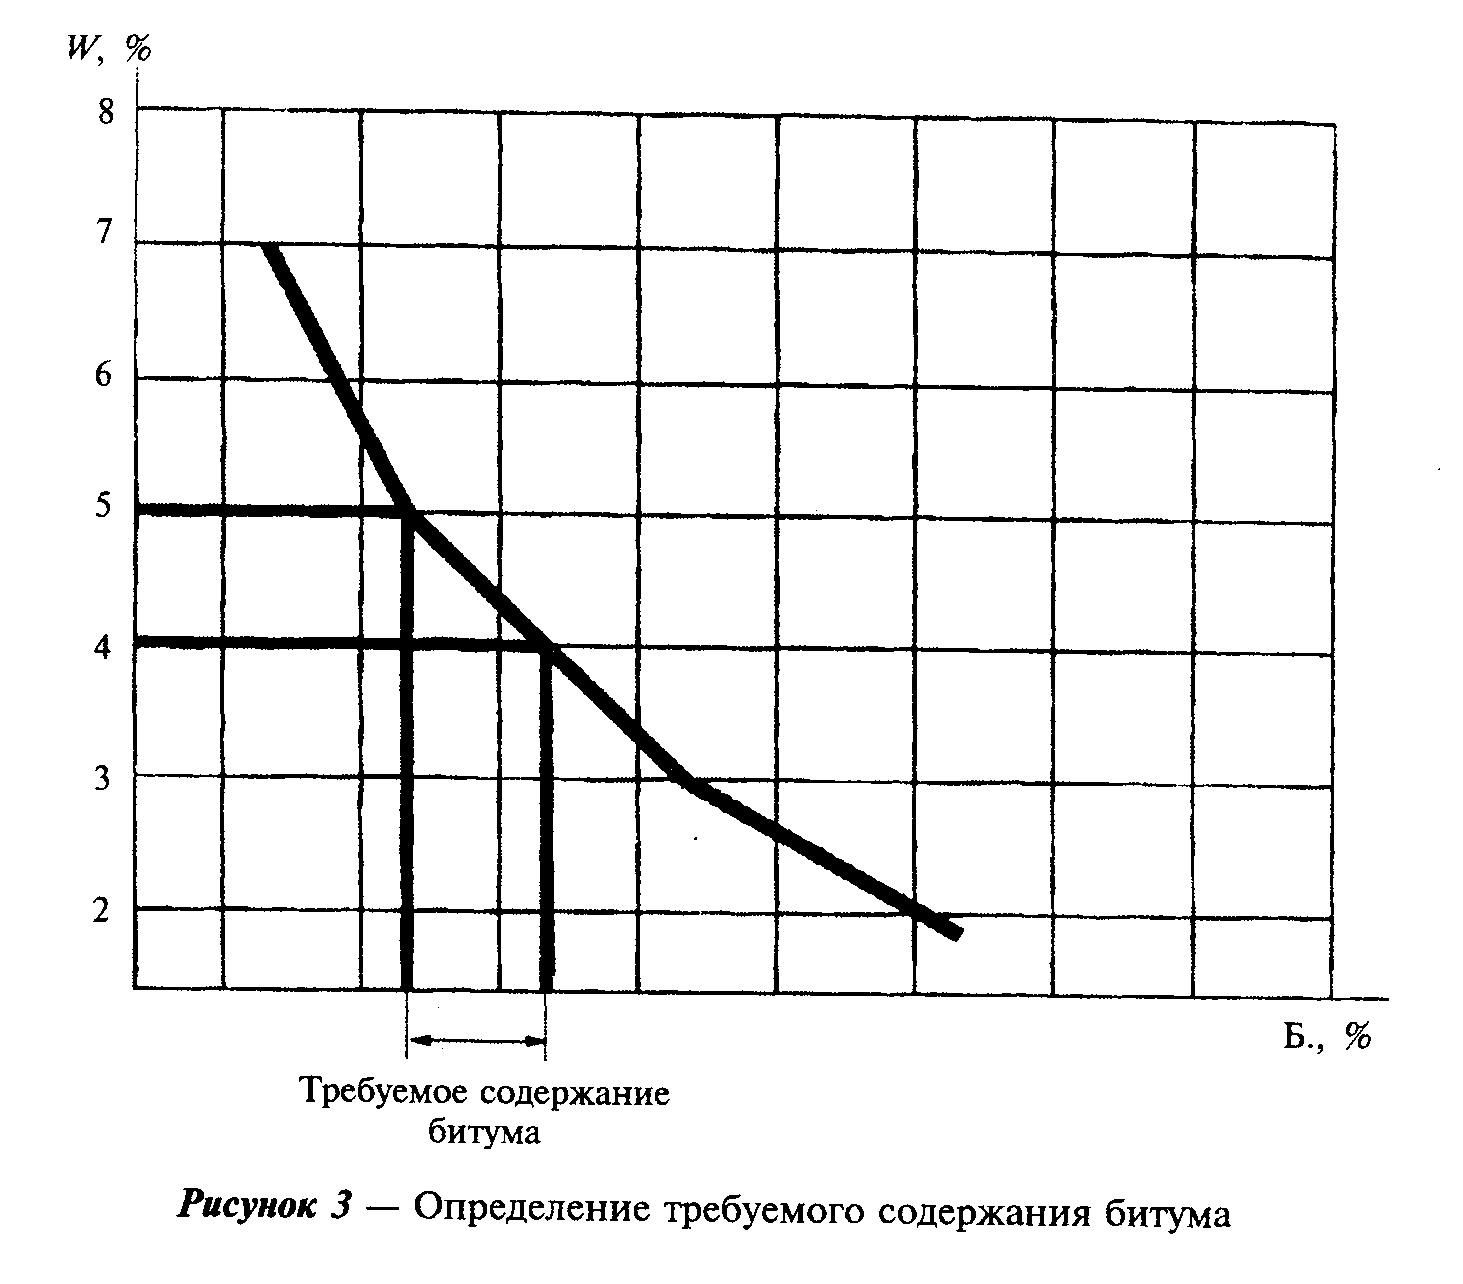 W, %
8
7
6
5
4
3
2
Б., %
Требуемое содержание
битума
Рисунок 3 — Определение требуемого содержания битума